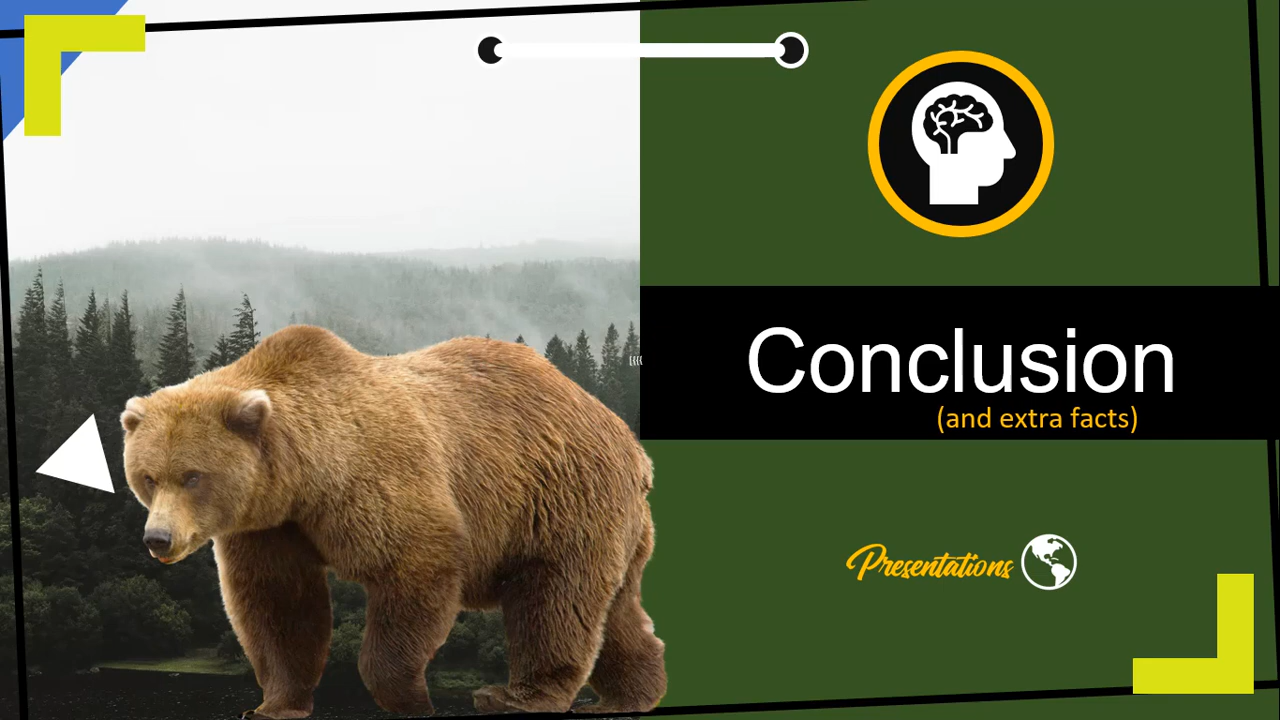 Conclusion
(and extra facts)
Presentations